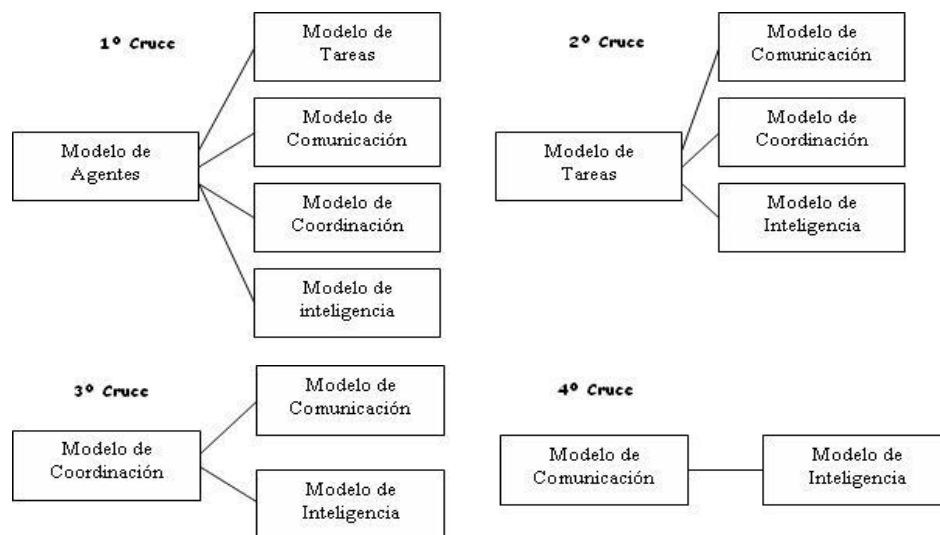 1º Cruce
Modelo de
Tareas
Modelo de
Comunicación
Modelo de
Agentes
Modelo de
Coordinación
Modelo de
inteligencia
2º Cruce
Modelo de
Comunicación
Modelo de
Coordinación
Modelo de
Tareas
Modelo de
Inteligencia
3º Cruce
Modelo de
Comunicación
Modelo de
Coordinación
Modelo de
Inteligencia
4º Cruce
Modelo de
Comunicación
Modelo de
Inteligencia